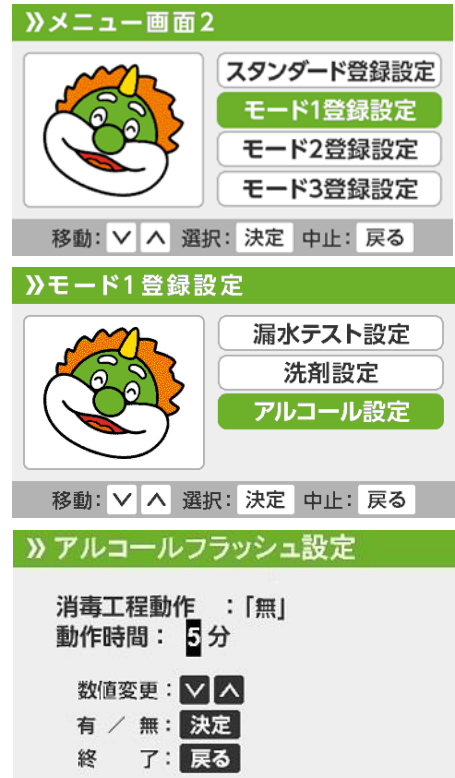 »メニュー画面2
スタンダード登録設定
モード1登録設定
モード2登録設定
モード3登録設定
移動: ∨ ∧ 選択: 決定 中止: 戻る
»モード1登録設定
漏水テスト設定
洗剤設定
アルコール設定
移動: ∨ ∧ 選択: 決定 中止: 戻る
» アルコールフラッシュ設定
消毒工程動作 :「無」
動作時間: 5分
数値変更: ∨ ∧
有 / 無: 決定
終 了: 戻る